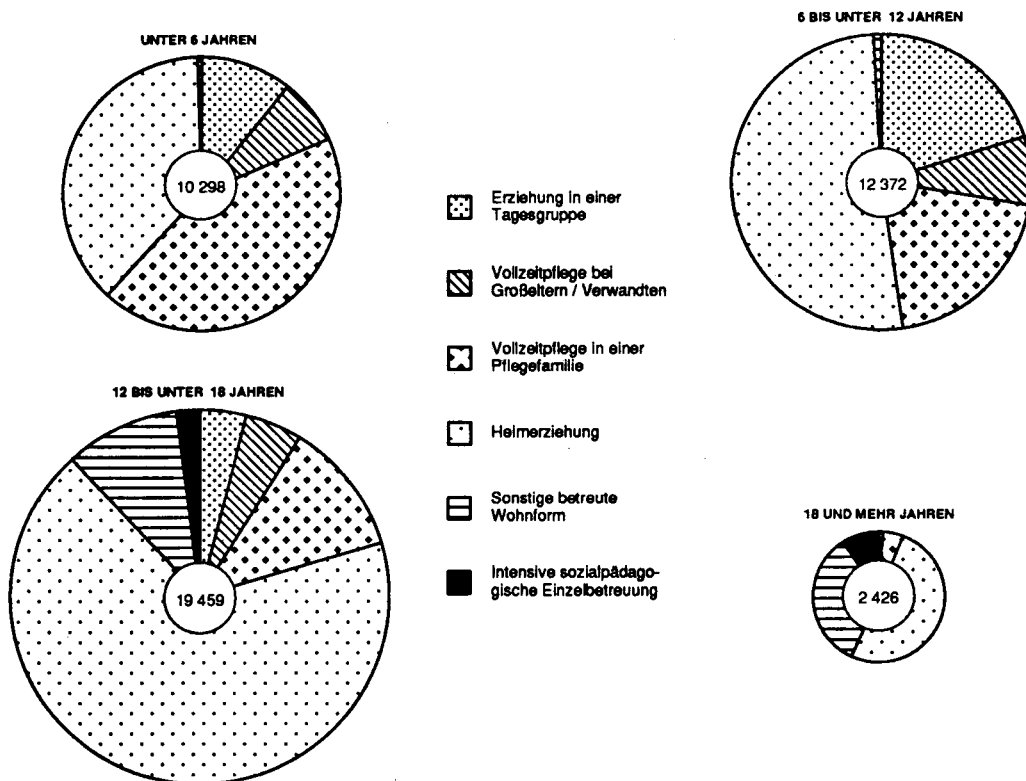 UNTER 6 JAHREN
10 298
6 BIS UNTER 12 JAHREN
12 372
Erziehung in einer
Tagesgruppe
Vollzeitpflege bei
Großeltern / Verwandten
Vollzeitpflege in einer
Pflegefamilie
Heimerziehung
Sonstige betreute
Wohnform
Intensive sozialpädago-
gische Einzelbetreuung
12 BIS UNTER 18 JAHREN
19 459
18 UND MEHR JAHREN
2 426